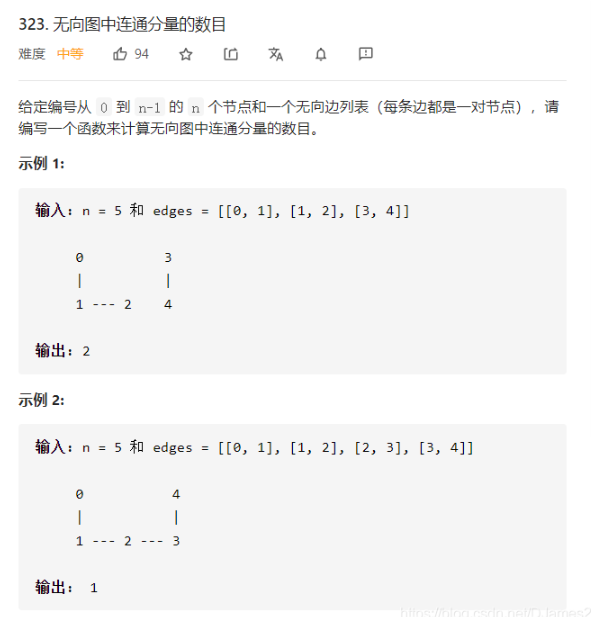 323. 无向图中连通分量的数目
难度 中等 94
给定编号从 0 到 n-1 的 n 个节点和一个无向边列表（每条边都是一对节点），请
编写一个函数来计算无向图中连通分量的数目。
示例 1:
输入: n = 5 和 edges = [[0, 1], [1, 2], [3, 4]]
0 3
| |
1 --- 2 4
输出: 2
示例 2:
输入: n = 5 和 edges = [[0, 1], [1, 2], [2, 3], [3, 4]]
0 4
| |
1 --- 2 --- 3
输出: 1